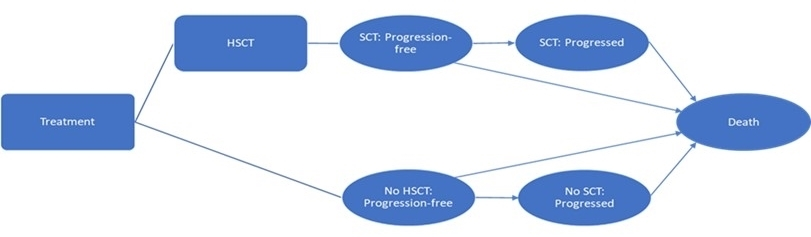 HSCT
SCT: Progression-
free
SCT: Progressed
Treatment
Death
No HSCT:
Progression-free
No SCT:
Progressed